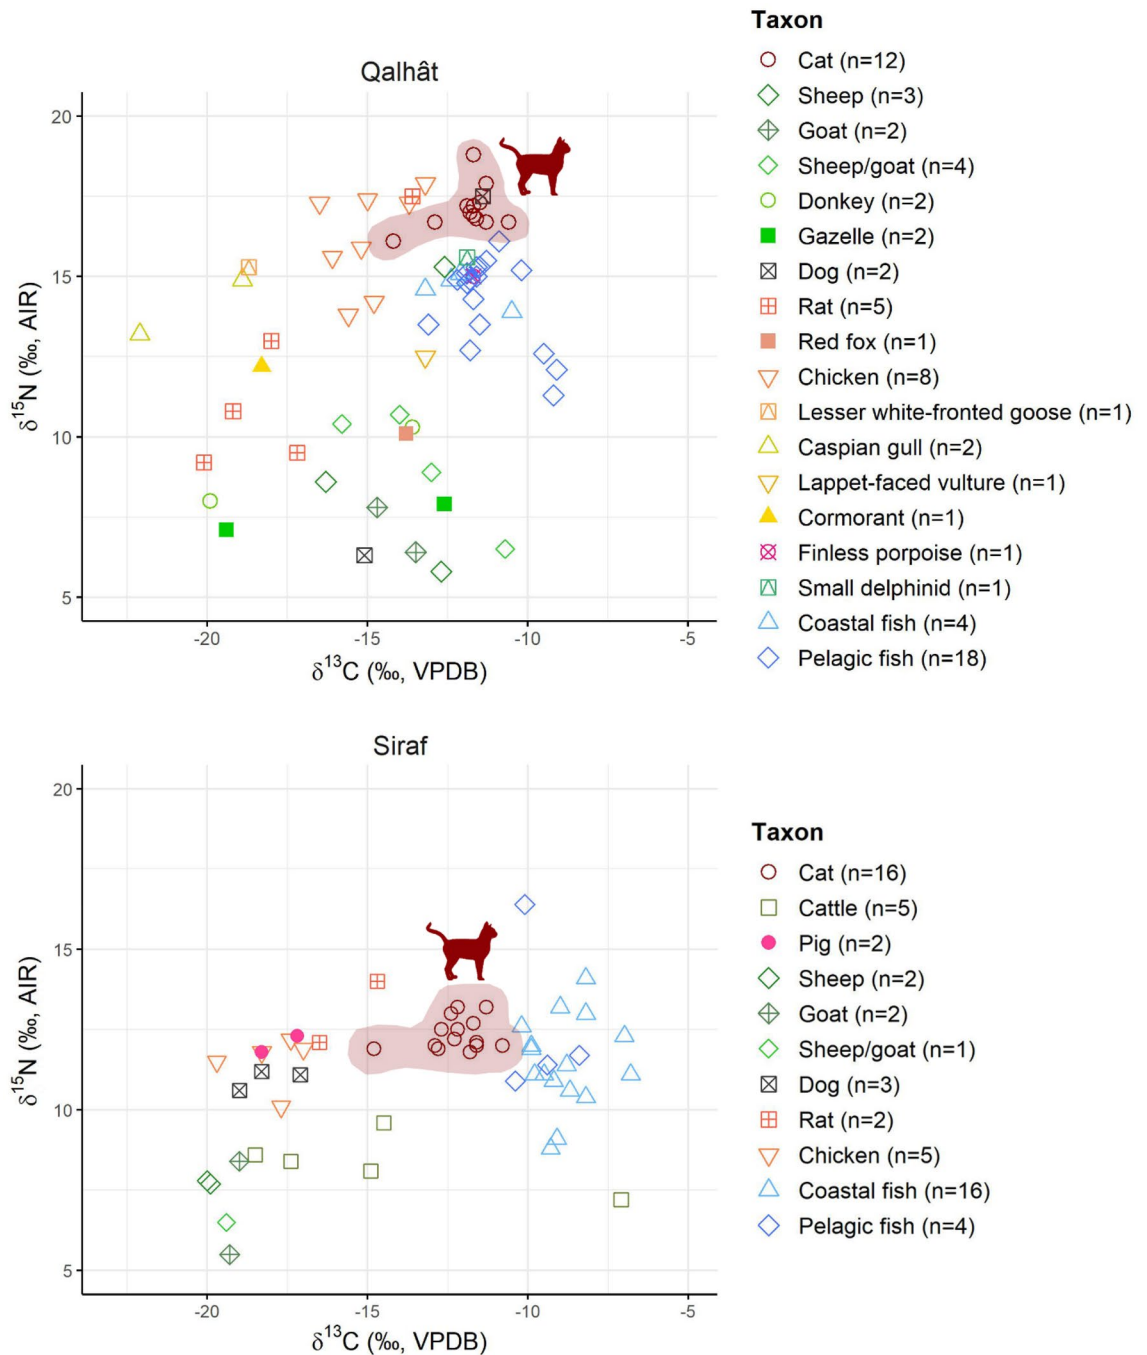 Qalhât
20
15
10
5
δ15N (‰, AIR)
-20
-15
-10
-5
δ13C (‰, VPDB)
Taxon
Cat (n=12)
Sheep (n=3)
Goat (n=2)
Sheep/goat (n=4)
Donkey (n=2)
Gazelle (n=2)
Dog (n=2)
Rat (n=5)
Red fox (n=1)
Chicken (n=8)
Lesser white-fronted goose (n=1)
Caspian gull (n=2)
Lappet-faced vulture (n=1)
Cormorant (n=1)
Finless porpoise (n=1)
Small delphinid (n=1)
Coastal fish (n=4)
Pelagic fish (n=18)
Siraf
20
15
10
5
δ15N (‰, AIR)
-20
-15
-10
-5
δ13C (‰, VPDB)
Taxon
Cat (n=16)
Cattle (n=5)
Pig (n=2)
Sheep (n=2)
Goat (n=2)
Sheep/goat (n=1)
Dog (n=3)
Rat (n=2)
Chicken (n=5)
Coastal fish (n=16)
Pelagic fish (n=4)